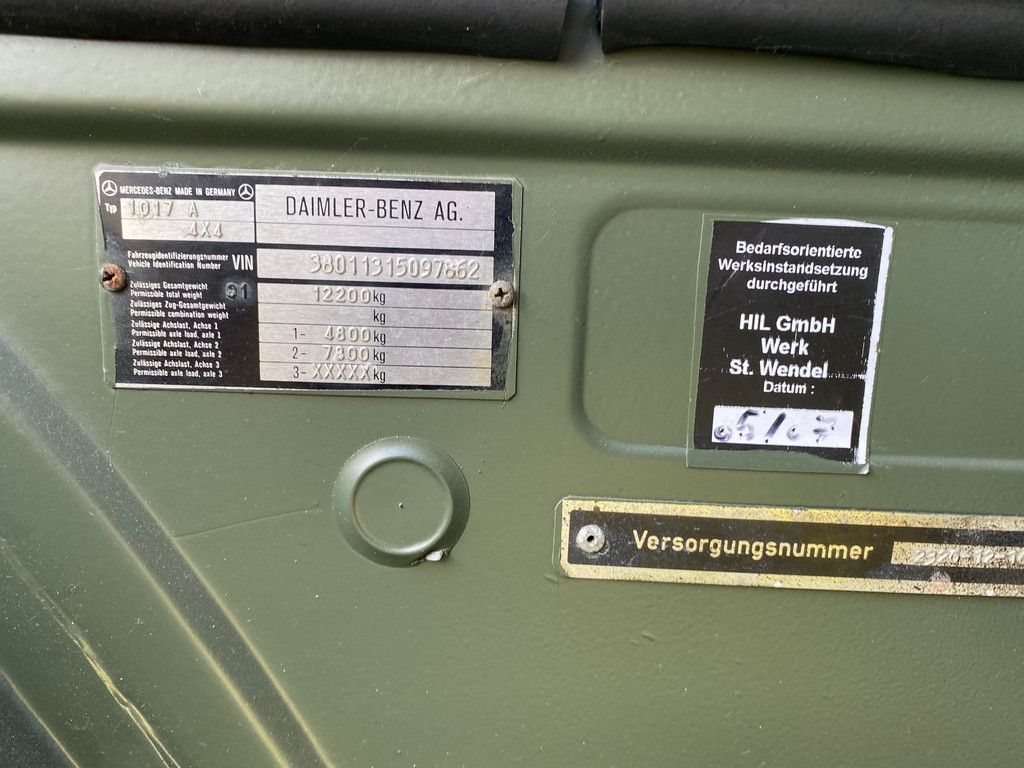 MERCEDES-BENZ MADE IN GERMANY
Typ 1017 A
4X4
DAIMLER-BENZ AG.
Fahrzeugidentifizierungsnummer
Vehicle Identification Number VIN 38011315097862
Zulässiges Gesamtgewicht
Permissible total weight 61 12200 kg
Zulässiges Zug-Gesamtgewicht
Permissible combination weight kg
Zulässige Achslast, Achse 1
Permissible axle load, axle 1 1- 4800 kg
Zulässige Achslast, Achse 2
Permissible axle load, axle 2 2- 7800 kg
Zulässige Achslast, Achse 3
Permissible axle load, axle 3 3- XXXXX kg
Bedarfsorientierte
Werksinstandsetzung
durchgeführt
HIL GmbH
Werk
St. Wendel
Datum :
Versorgungsnummer